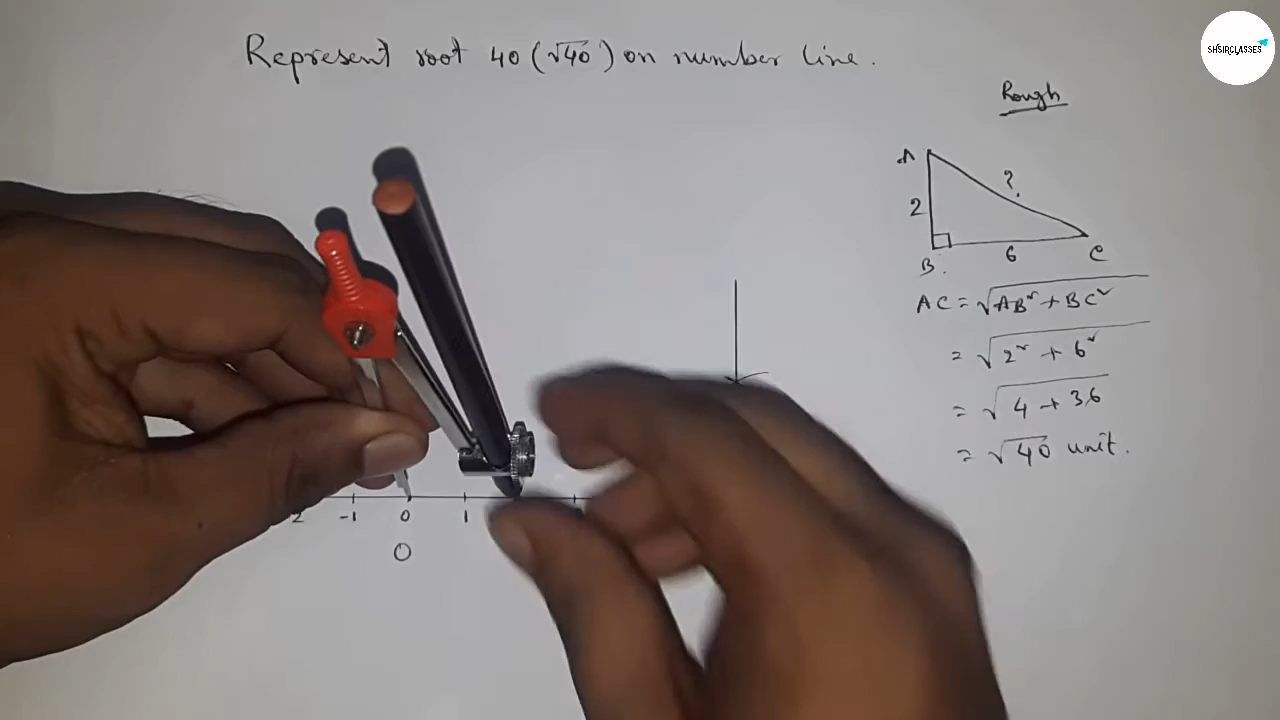 Represent root 40 (√40) on number line.
SHSIRCLASSES
Rough
A
?
2
B
6
C
AC = √AB² + BC²
= √2² + 6²
= √4 + 36
= √40 unit.
2 -1 0 1
O